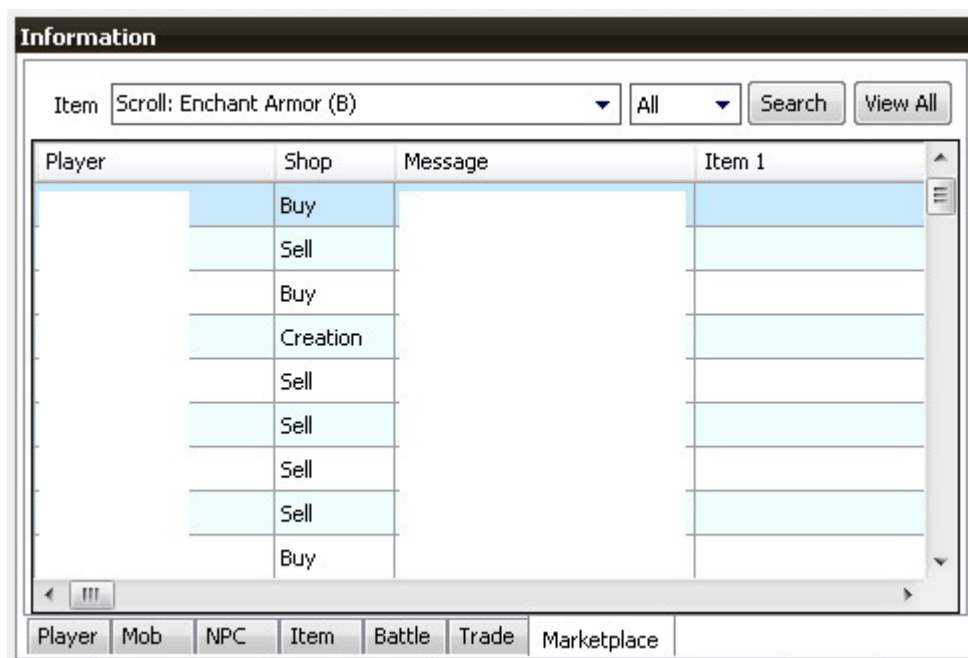 Information
Item Scroll: Enchant Armor (B) All Search View All
Player Shop Message Item 1
Buy
Sell
Buy
Creation
Sell
Sell
Sell
Sell
Buy
Player Mob NPC Item Battle Trade Marketplace